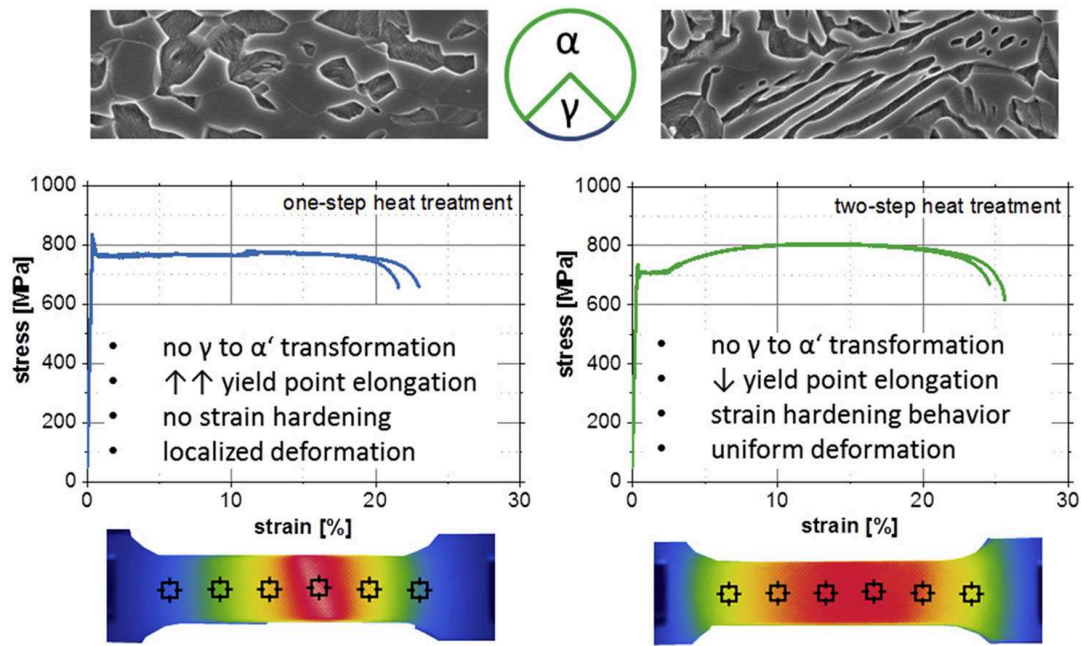 α
γ
1000
one-step heat treatment
800
600
400
200
0
stress [MPa]
• no γ to α‘ transformation
• ↑↑ yield point elongation
• no strain hardening
• localized deformation
0 10 20 30
strain [%]
1000
two-step heat treatment
800
600
400
200
0
stress [MPa]
• no γ to α‘ transformation
• ↓ yield point elongation
• strain hardening behavior
• uniform deformation
0 10 20 30
strain [%]